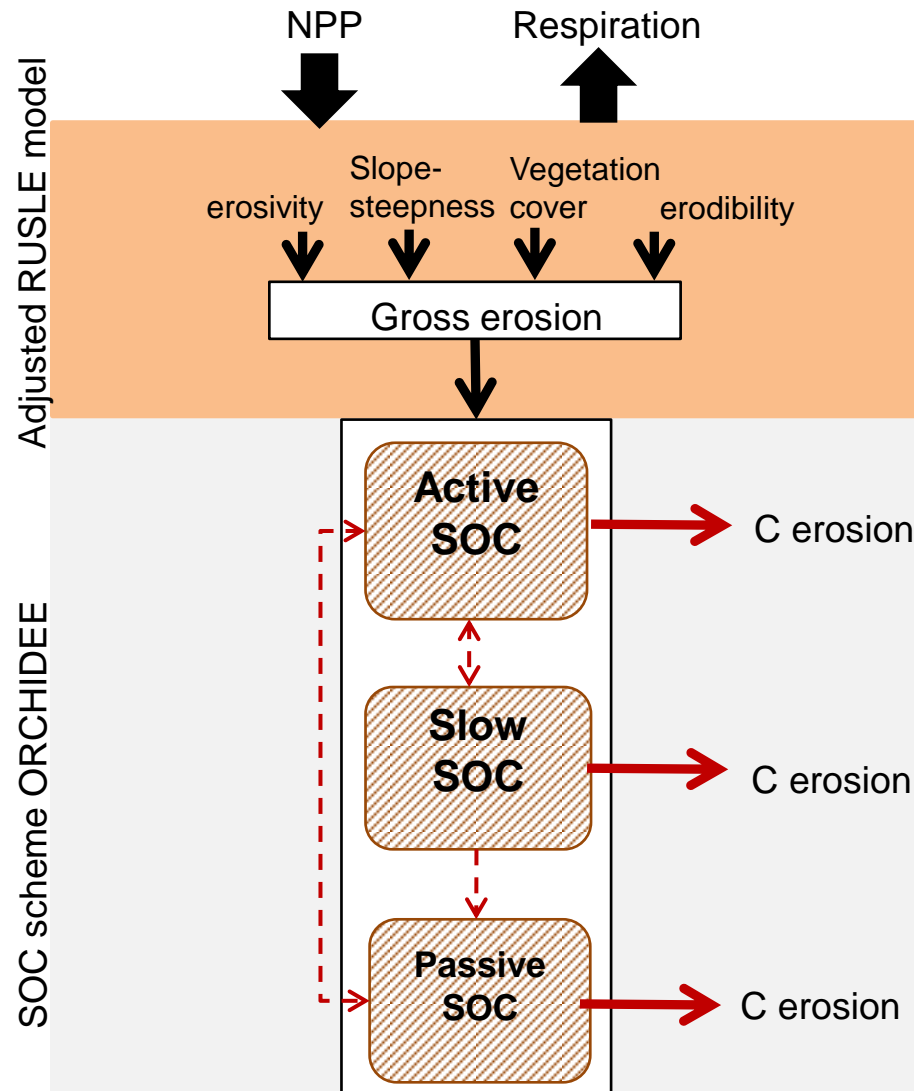 NPP
Respiration
Adjusted RUSLE model
erosivity
Slope-
steepness
Vegetation
cover
erodibility
Gross erosion
SOC scheme ORCHIDEE
Active
SOC
C erosion
Slow
SOC
C erosion
Passive
SOC
C erosion